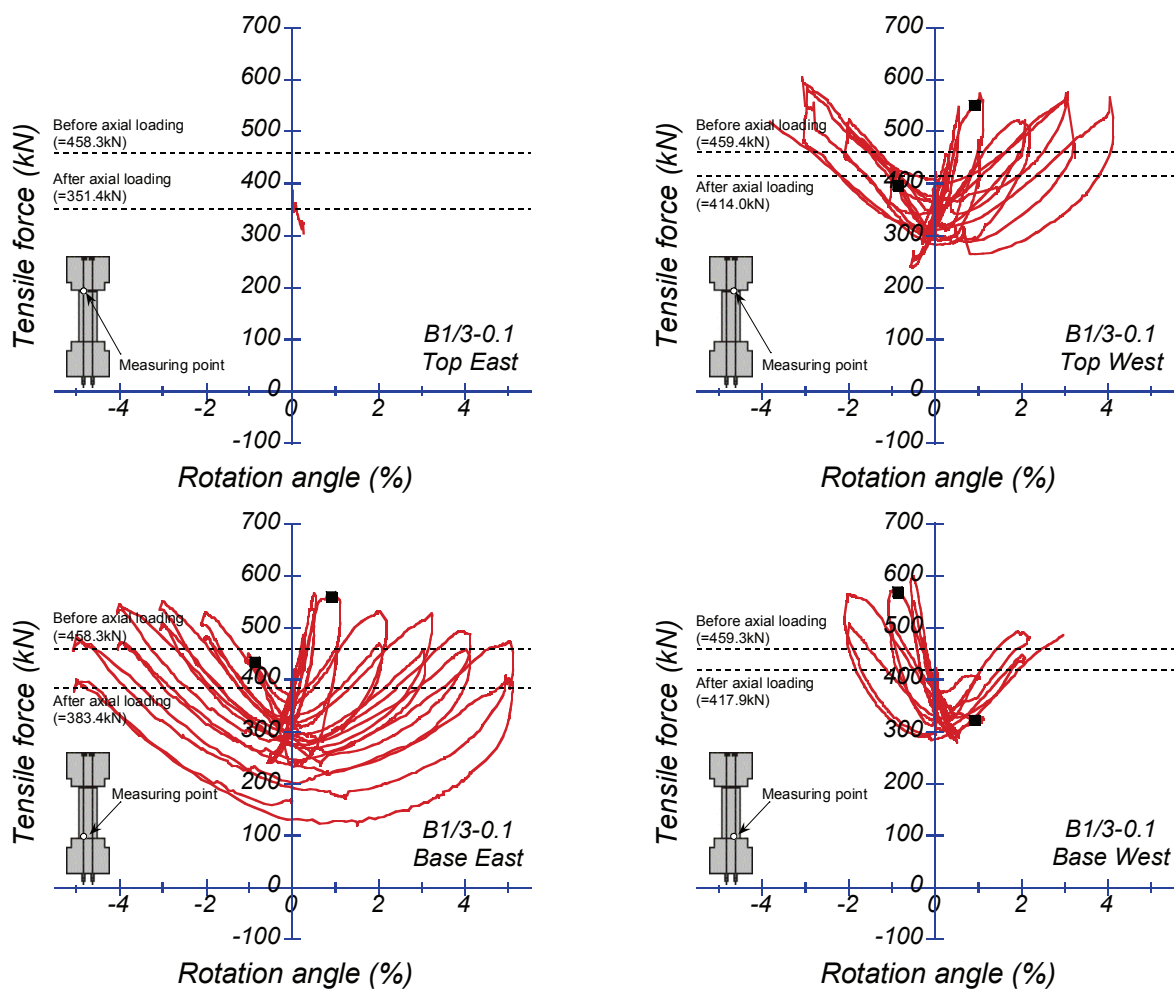 700
600
500
400
300
200
100
0
-100
Tensile force (kN)
Before axial loading
(=458.3kN)
After axial loading
(=351.4kN)
Measuring point
B1/3-0.1
Top East
-4
-2
0
2
4
Rotation angle (%)
700
600
500
400
300
200
100
0
-100
Tensile force (kN)
Before axial loading
(=459.4kN)
After axial loading
(=414.0kN)
Measuring point
B1/3-0.1
Top West
-4
-2
0
2
4
Rotation angle (%)
700
600
500
400
300
200
100
0
-100
Tensile force (kN)
Before axial loading
(=458.3kN)
After axial loading
(=383.4kN)
Measuring point
B1/3-0.1
Base East
-4
-2
0
2
4
Rotation angle (%)
700
600
500
400
300
200
100
0
-100
Tensile force (kN)
Before axial loading
(=459.3kN)
After axial loading
(=417.9kN)
Measuring point
B1/3-0.1
Base West
-4
-2
0
2
4
Rotation angle (%)